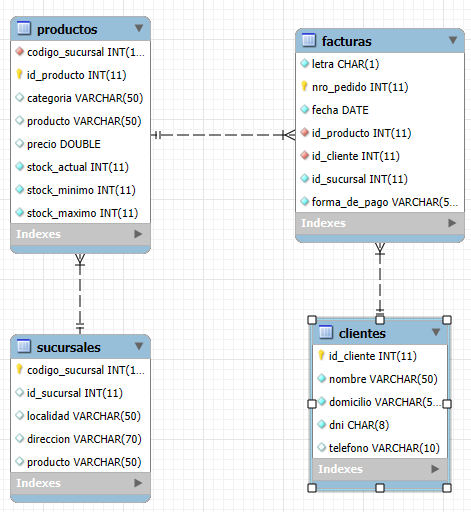 productos
codigo_sucursal INT(1...
id_producto INT(11)
categoria VARCHAR(50)
producto VARCHAR(50)
precio DOUBLE
stock_actual INT(11)
stock_minimo INT(11)
stock_maximo INT(11)
Indexes
facturas
letra CHAR(1)
nro_pedido INT(11)
fecha DATE
id_producto INT(11)
id_cliente INT(11)
id_sucursal INT(11)
forma_de_pago VARCHAR(5...
Indexes
sucursales
codigo_sucursal INT(1...
id_sucursal INT(11)
localidad VARCHAR(50)
direccion VARCHAR(70)
producto VARCHAR(50)
Indexes
clientes
id_cliente INT(11)
nombre VARCHAR(50)
domicilio VARCHAR(5...
dni CHAR(8)
telefono VARCHAR(10)
Indexes